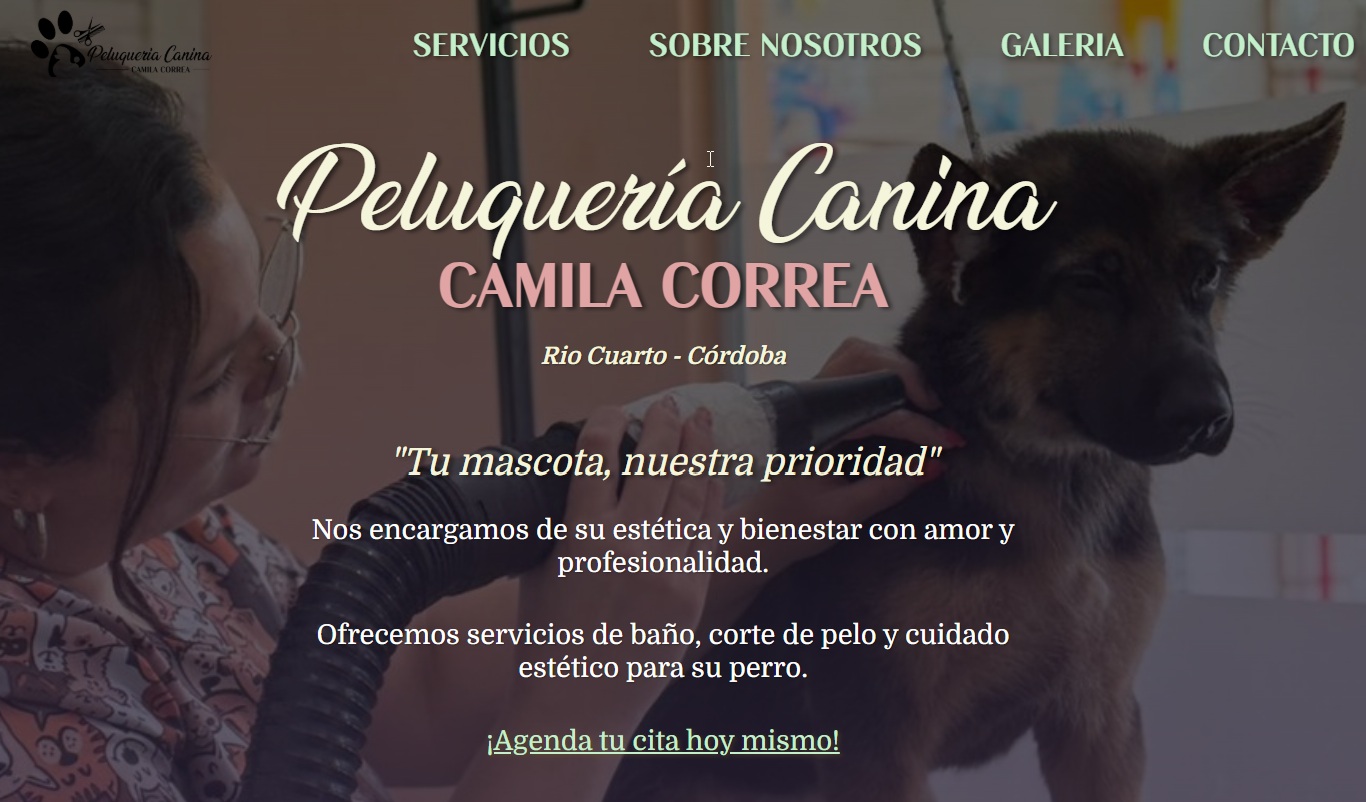 Peluquería Canina
CAMILA CORREA
SERVICIOS
SOBRE NOSOTROS
GALERIA
CONTACTO
Peluquería Canina
CAMILA CORREA
Rio Cuarto - Córdoba
"Tu mascota, nuestra prioridad"
Nos encargamos de su estética y bienestar con amor y
profesionalidad.
Ofrecemos servicios de baño, corte de pelo y cuidado
estético para su perro.
¡Agenda tu cita hoy mismo!